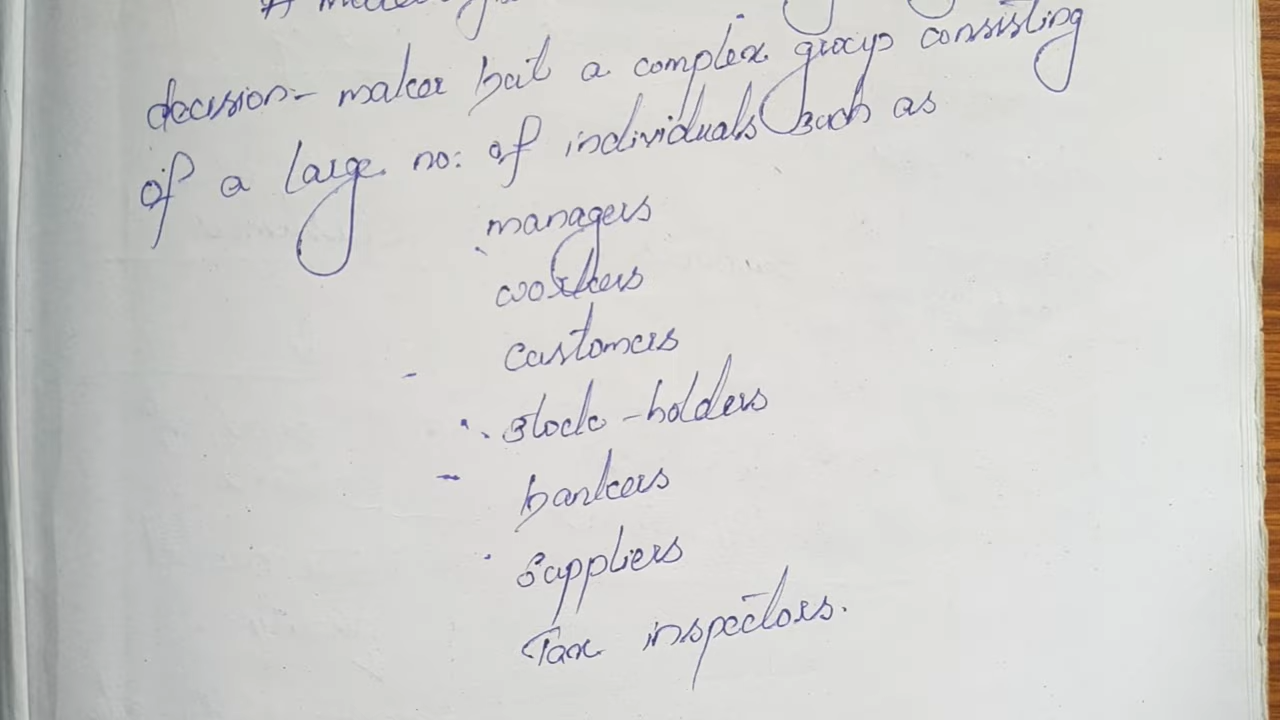 decision- maker but a complex group consisting
of a large no: of individuals such as
managers
workers
customers
Stock-holders
bankers
Suppliers
Tax inspectors.